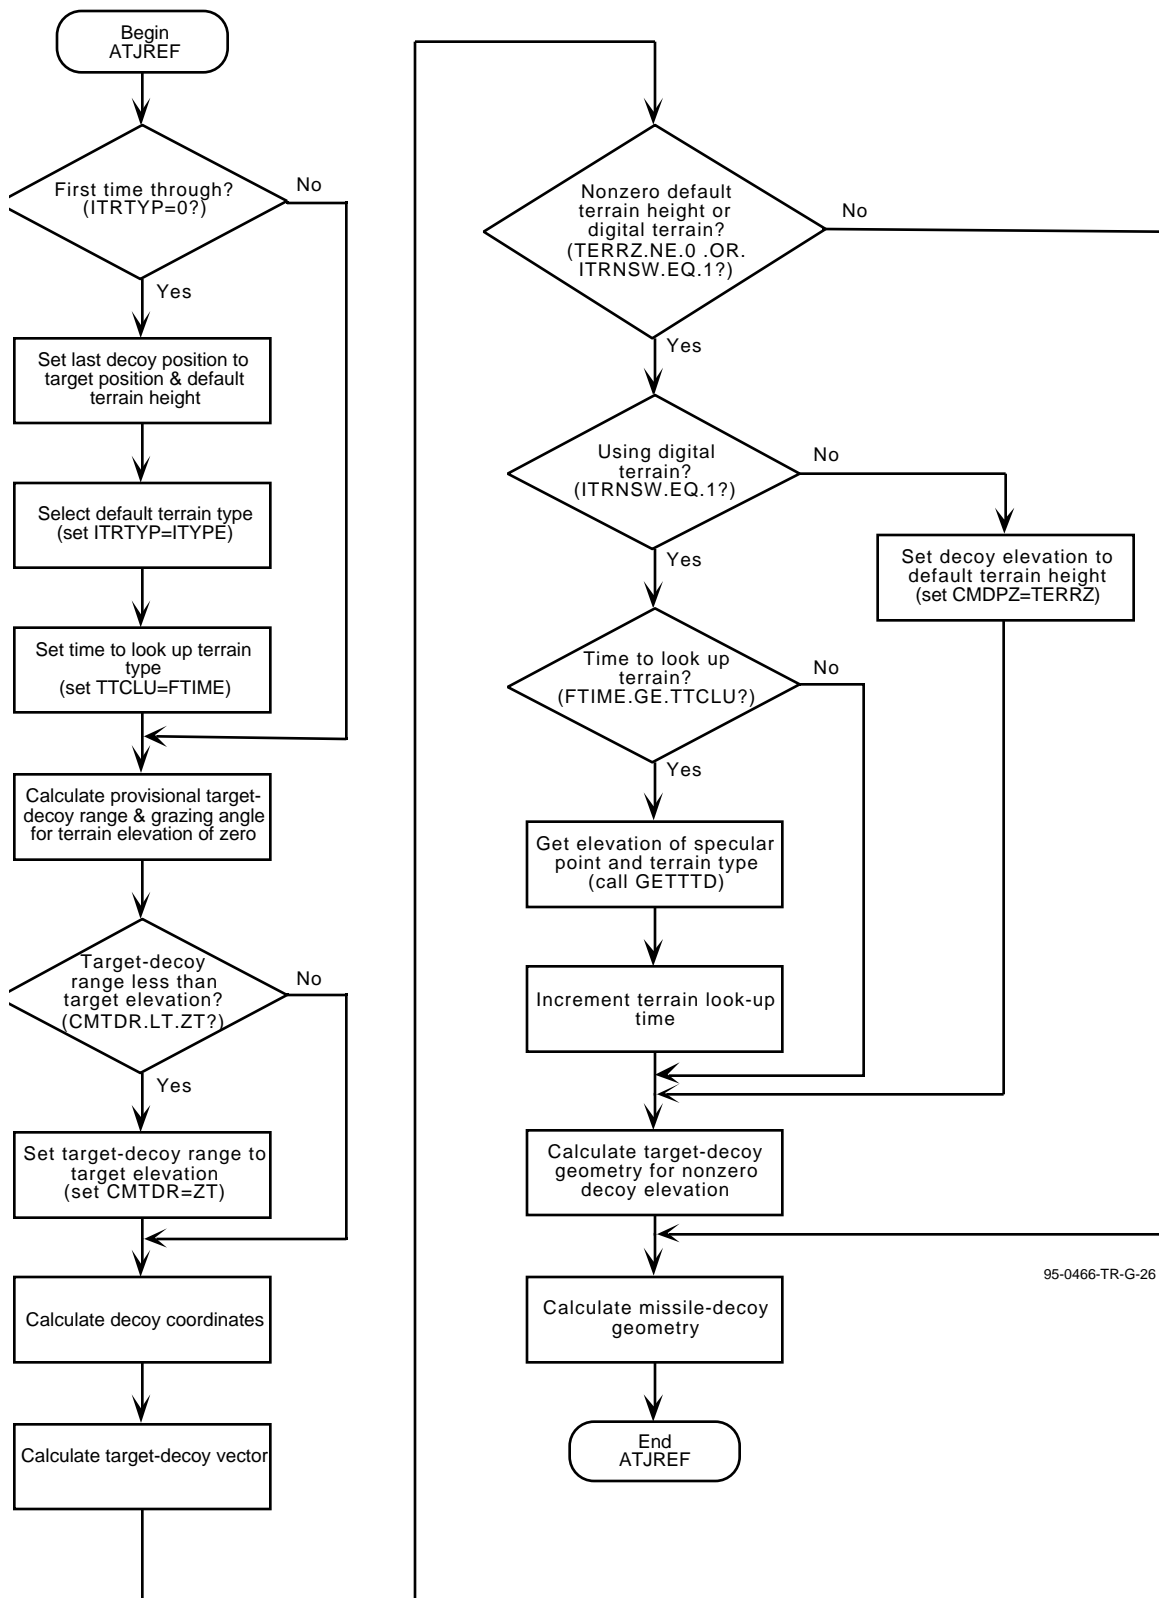 Begin
ATJREF
First time through?
(ITRTYP=0?)
No
Yes
Set last decoy position to
target position & default
terrain height
Select default terrain type
(set ITRTYP=ITYPE)
Set time to look up terrain
type
(set TTCLU=FTIME)
Calculate provisional target-
decoy range & grazing angle
for terrain elevation of zero
Target-decoy
range less than
target elevation?
(CMTDR.LT.ZT?)
No
Yes
Set target-decoy range to
target elevation
(set CMTDR=ZT)
Calculate decoy coordinates
Calculate target-decoy vector
Nonzero default
terrain height or
digital terrain?
(TERRZ.NE.0 .OR.
ITRNSW.EQ.1?)
No
Yes
Using digital
terrain?
(ITRNSW.EQ.1?)
No
Yes
Set decoy elevation to
default terrain height
(set CMDPZ=TERRZ)
Time to look up
terrain?
(FTIME.GE.TTCLU?)
No
Yes
Get elevation of specular
point and terrain type
(call GETTTD)
Increment terrain look-up
time
Calculate target-decoy
geometry for nonzero
decoy elevation
Calculate missile-decoy
geometry
End
ATJREF
95-0466-TR-G-26